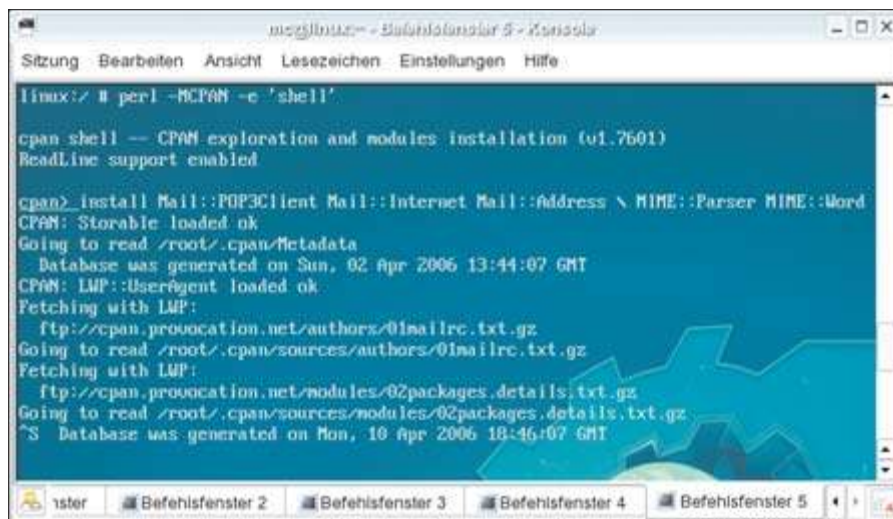 mcg@linux:~ - Befehlsfenster 5 - Konsole
Sitzung Bearbeiten Ansicht Lesezeichen Einstellungen Hilfe
linux:/ # perl -MCPAN -e 'shell'
cpan shell -- CPAN exploration and modules installation (v1.7601)
ReadLine support enabled
cpan> install Mail::POP3Client Mail::Internet Mail::Address \ MIME::Parser MIME::Word
CPAN: Storable loaded ok
Going to read /root/.cpan/Metadata
Database was generated on Sun, 02 Apr 2006 13:44:07 GMT
CPAN: LWP::UserAgent loaded ok
Fetching with LWP:
ftp://cpan.provocation.net/authors/01mailrc.txt.gz
Going to read /root/.cpan/sources/authors/01mailrc.txt.gz
Fetching with LWP:
ftp://cpan.provocation.net/modules/02packages.details.txt.gz
Going to read /root/.cpan/sources/modules/02packages.details.txt.gz
^S Database was generated on Mon, 10 Apr 2006 18:46:07 GMT
nster Befehlsfenster 2 Befehlsfenster 3 Befehlsfenster 4 Befehlsfenster 5